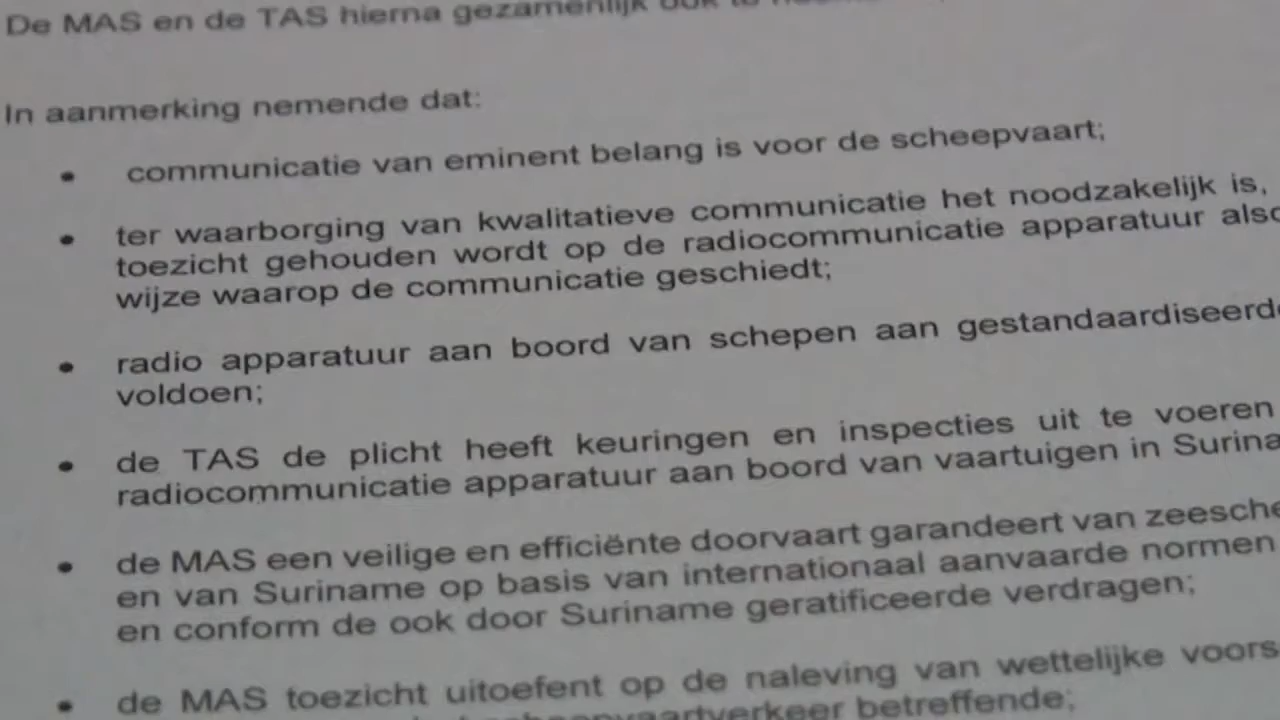 De MAS en de TAS hierna gezamenlijk ook te
In aanmerking nemende dat:
• communicatie van eminent belang is voor de scheepvaart;
• ter waarborging van kwalitatieve communicatie het noodzakelijk is,
toezicht gehouden wordt op de radiocommunicatie apparatuur
wijze waarop de communicatie geschiedt;
• radio apparatuur aan boord van schepen aan
voldoen;
• de TAS de plicht heeft keuringen en inspecties uit te voeren
radiocommunicatie apparatuur aan boord van vaartuigen in
• de MAS een veilige en efficiënte doorvaart garandeert van
en van Suriname op basis van internationaal aanvaarde normen
en conform de ook door Suriname geratificeerde verdragen;
• de MAS toezicht uitoefent op de naleving van wettelijke
betreffende;